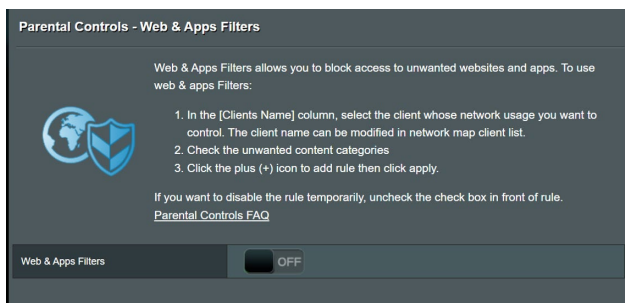 Parental Controls - Web & Apps Filters
Web & Apps Filters allows you to block access to unwanted websites and apps. To use
web & apps Filters:
1. In the [Clients Name] column, select the client whose network usage you want to
control. The client name can be modified in network map client list.
2. Check the unwanted content categories
3. Click the plus (+) icon to add rule then click apply.
If you want to disable the rule temporarily, uncheck the check box in front of rule.
Parental Controls FAQ
Web & Apps Filters
OFF